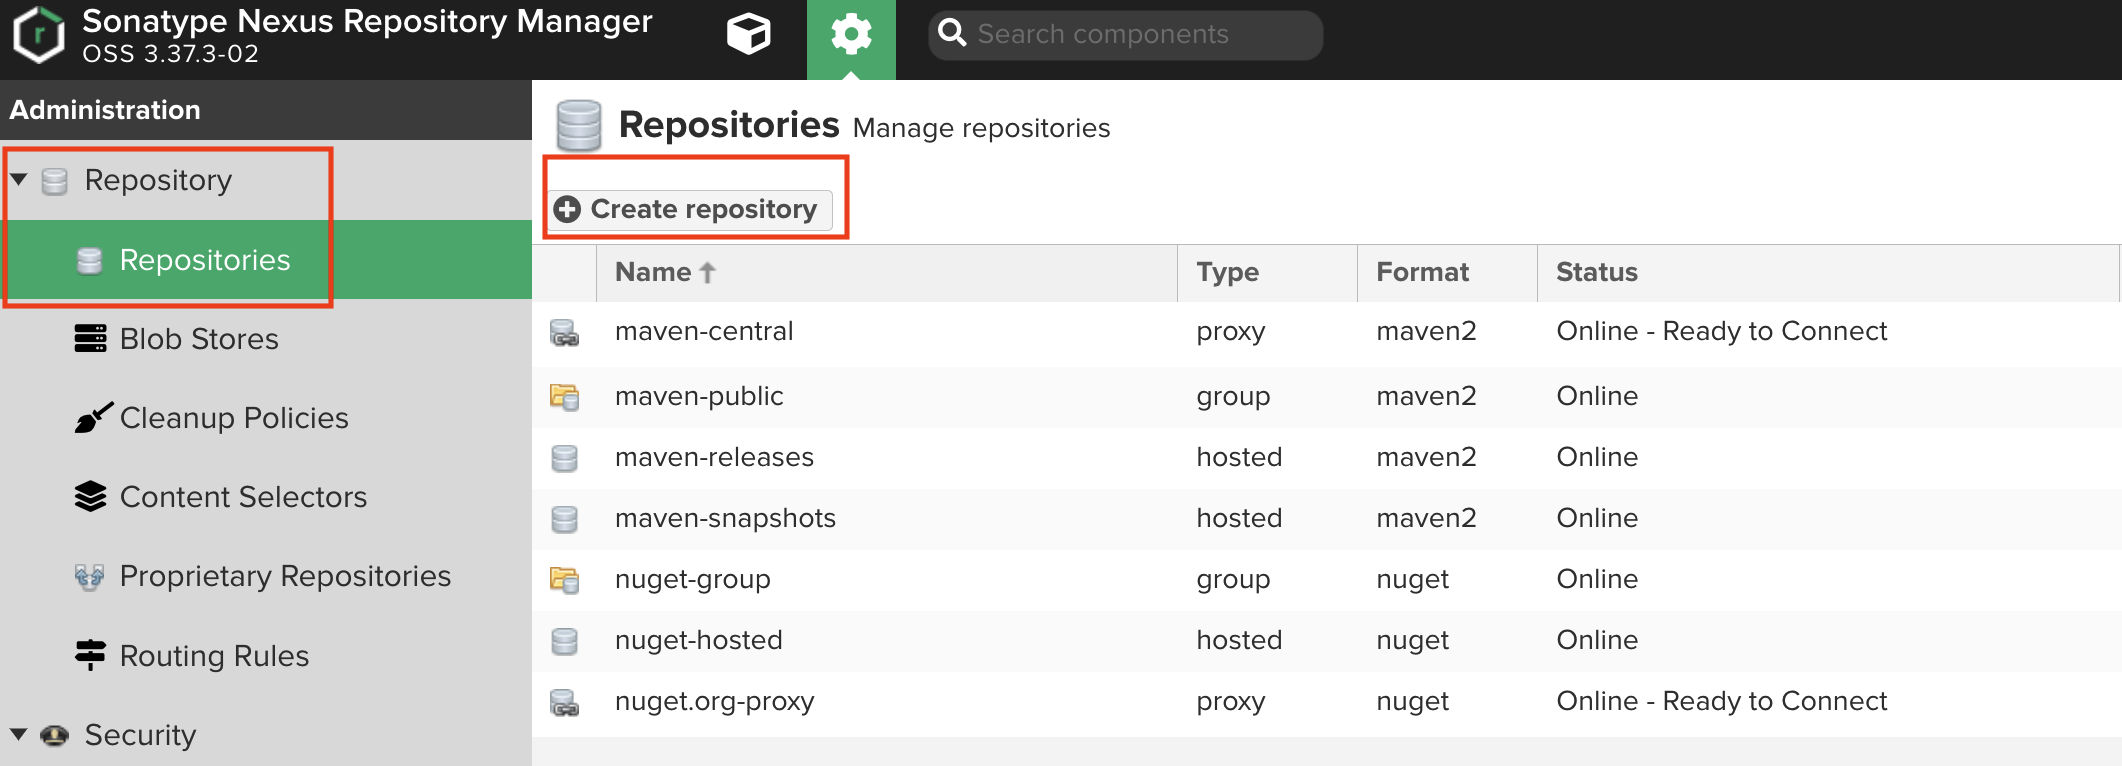 Sonatype Nexus Repository Manager
OSS 3.37.3-02
Search components
Administration
Repository
Repositories
Blob Stores
Cleanup Policies
Content Selectors
Proprietary Repositories
Routing Rules
Security
Repositories Manage repositories
Create repository
Name Type Format Status
maven-central proxy maven2 Online - Ready to Connect
maven-public group maven2 Online
maven-releases hosted maven2 Online
maven-snapshots hosted maven2 Online
nuget-group group nuget Online
nuget-hosted hosted nuget Online
nuget.org-proxy proxy nuget Online - Ready to Connect